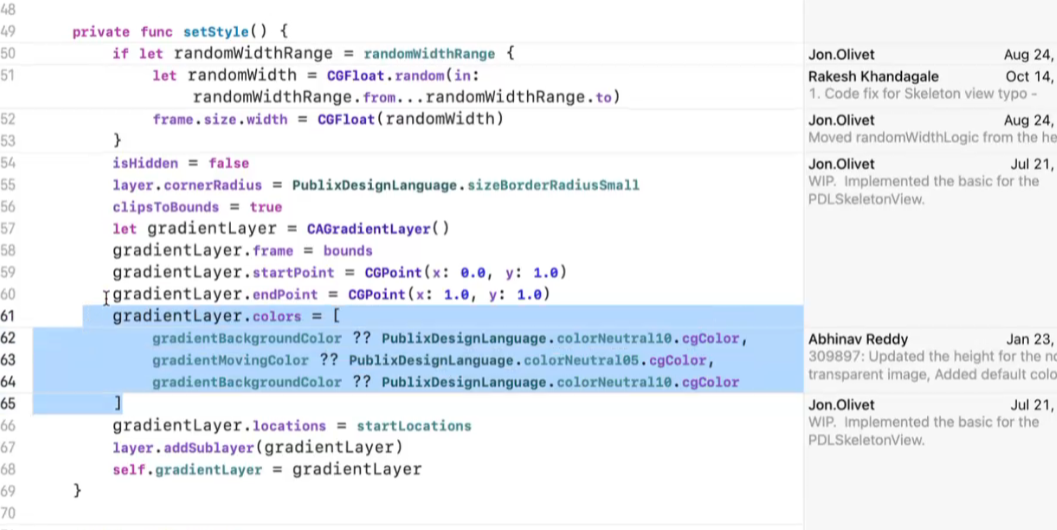 48
49 private func setStyle() {
50 if let randomWidthRange = randomWidthRange {
51 let randomWidth = CGFloat.random(in:
randomWidthRange.from...randomWidthRange.to)
52 frame.size.width = CGFloat(randomWidth)
53 }
54 isHidden = false
55 layer.cornerRadius = PublixDesignLanguage.sizeBorderRadiusSmall
56 clipsToBounds = true
57 let gradientLayer = CAGradientLayer()
58 gradientLayer.frame = bounds
59 gradientLayer.startPoint = CGPoint(x: 0.0, y: 1.0)
60 gradientLayer.endPoint = CGPoint(x: 1.0, y: 1.0)
61 gradientLayer.colors = [
62 gradientBackgroundColor ?? PublixDesignLanguage.colorNeutral10.cgColor,
63 gradientMovingColor ?? PublixDesignLanguage.colorNeutral05.cgColor,
64 gradientBackgroundColor ?? PublixDesignLanguage.colorNeutral10.cgColor
65 ]
66 gradientLayer.locations = startLocations
67 layer.addSublayer(gradientLayer)
68 self.gradientLayer = gradientLayer
69 }
70
Jon.Olivet Aug 24,
Rakesh Khandagale Oct 14,
1. Code fix for Skeleton view typo -
Jon.Olivet Aug 24,
Moved randomWidthLogic from the he
Jon.Olivet Jul 21,
WIP. Implemented the basic for the
PDLSkeletonView.
Abhinav Reddy Jan 23,
309897: Updated the height for the no
transparent image, Added default colo
Jon.Olivet Jul 21,
WIP. Implemented the basic for the
PDLSkeletonView.